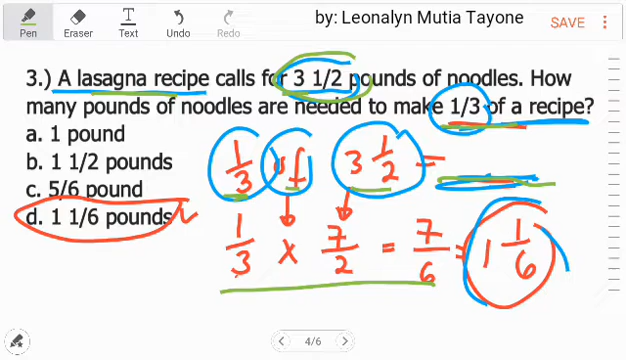 by: Leonalyn Mutia Tayone
SAVE
Pen
Eraser
Text
Undo
Redo
3.) A lasagna recipe calls for 3 1/2 pounds of noodles. How
many pounds of noodles are needed to make 1/3 of a recipe?
a. 1 pound
b. 1 1/2 pounds
c. 5/6 pound
d. 1 1/6 pounds
1/3 of 3 1/2 =
1/3 x 7/2 = 7/6 = 1 1/6
4/6